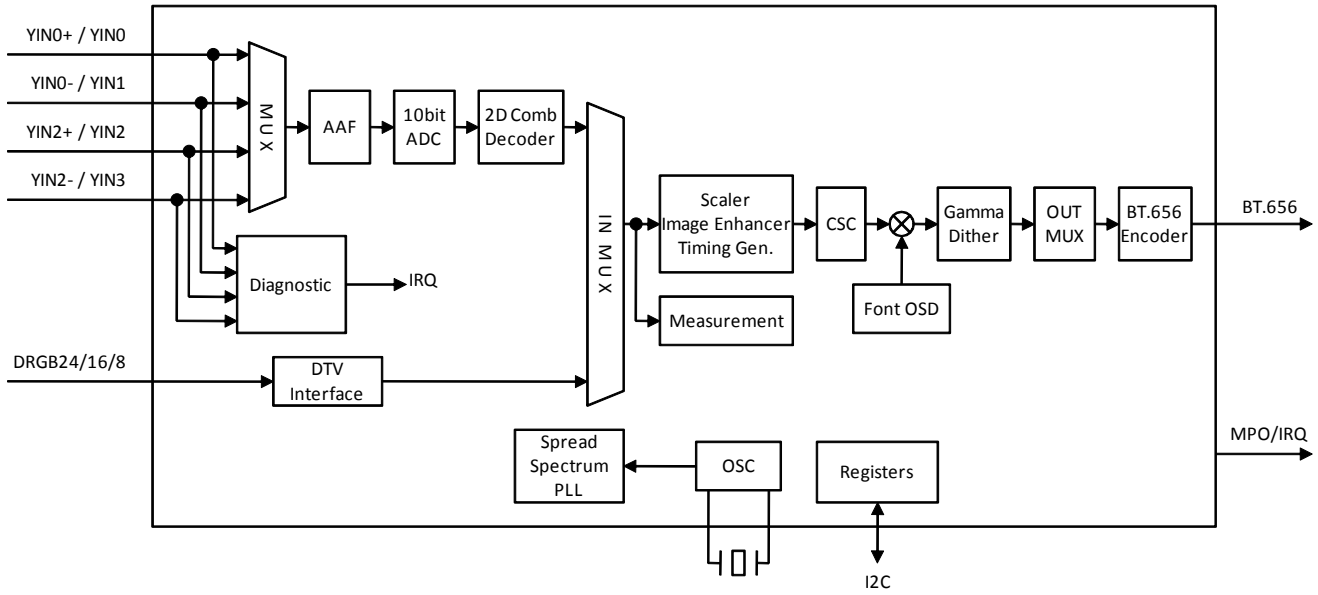 YIN0+ / YIN0
YIN0- / YIN1
YIN2+ / YIN2
YIN2- / YIN3
MUX
AAF
10bit
ADC
2D Comb
Decoder
Diagnostic
IRQ
DRGB24/16/8
DTV
Interface
IN MUX
Scaler
Image Enhancer
Timing Gen.
Measurement
CSC
Font OSD
Gamma
Dither
OUT
MUX
BT.656
Encoder
BT.656
MPO/IRQ
Spread
Spectrum
PLL
OSC
Registers
I2C